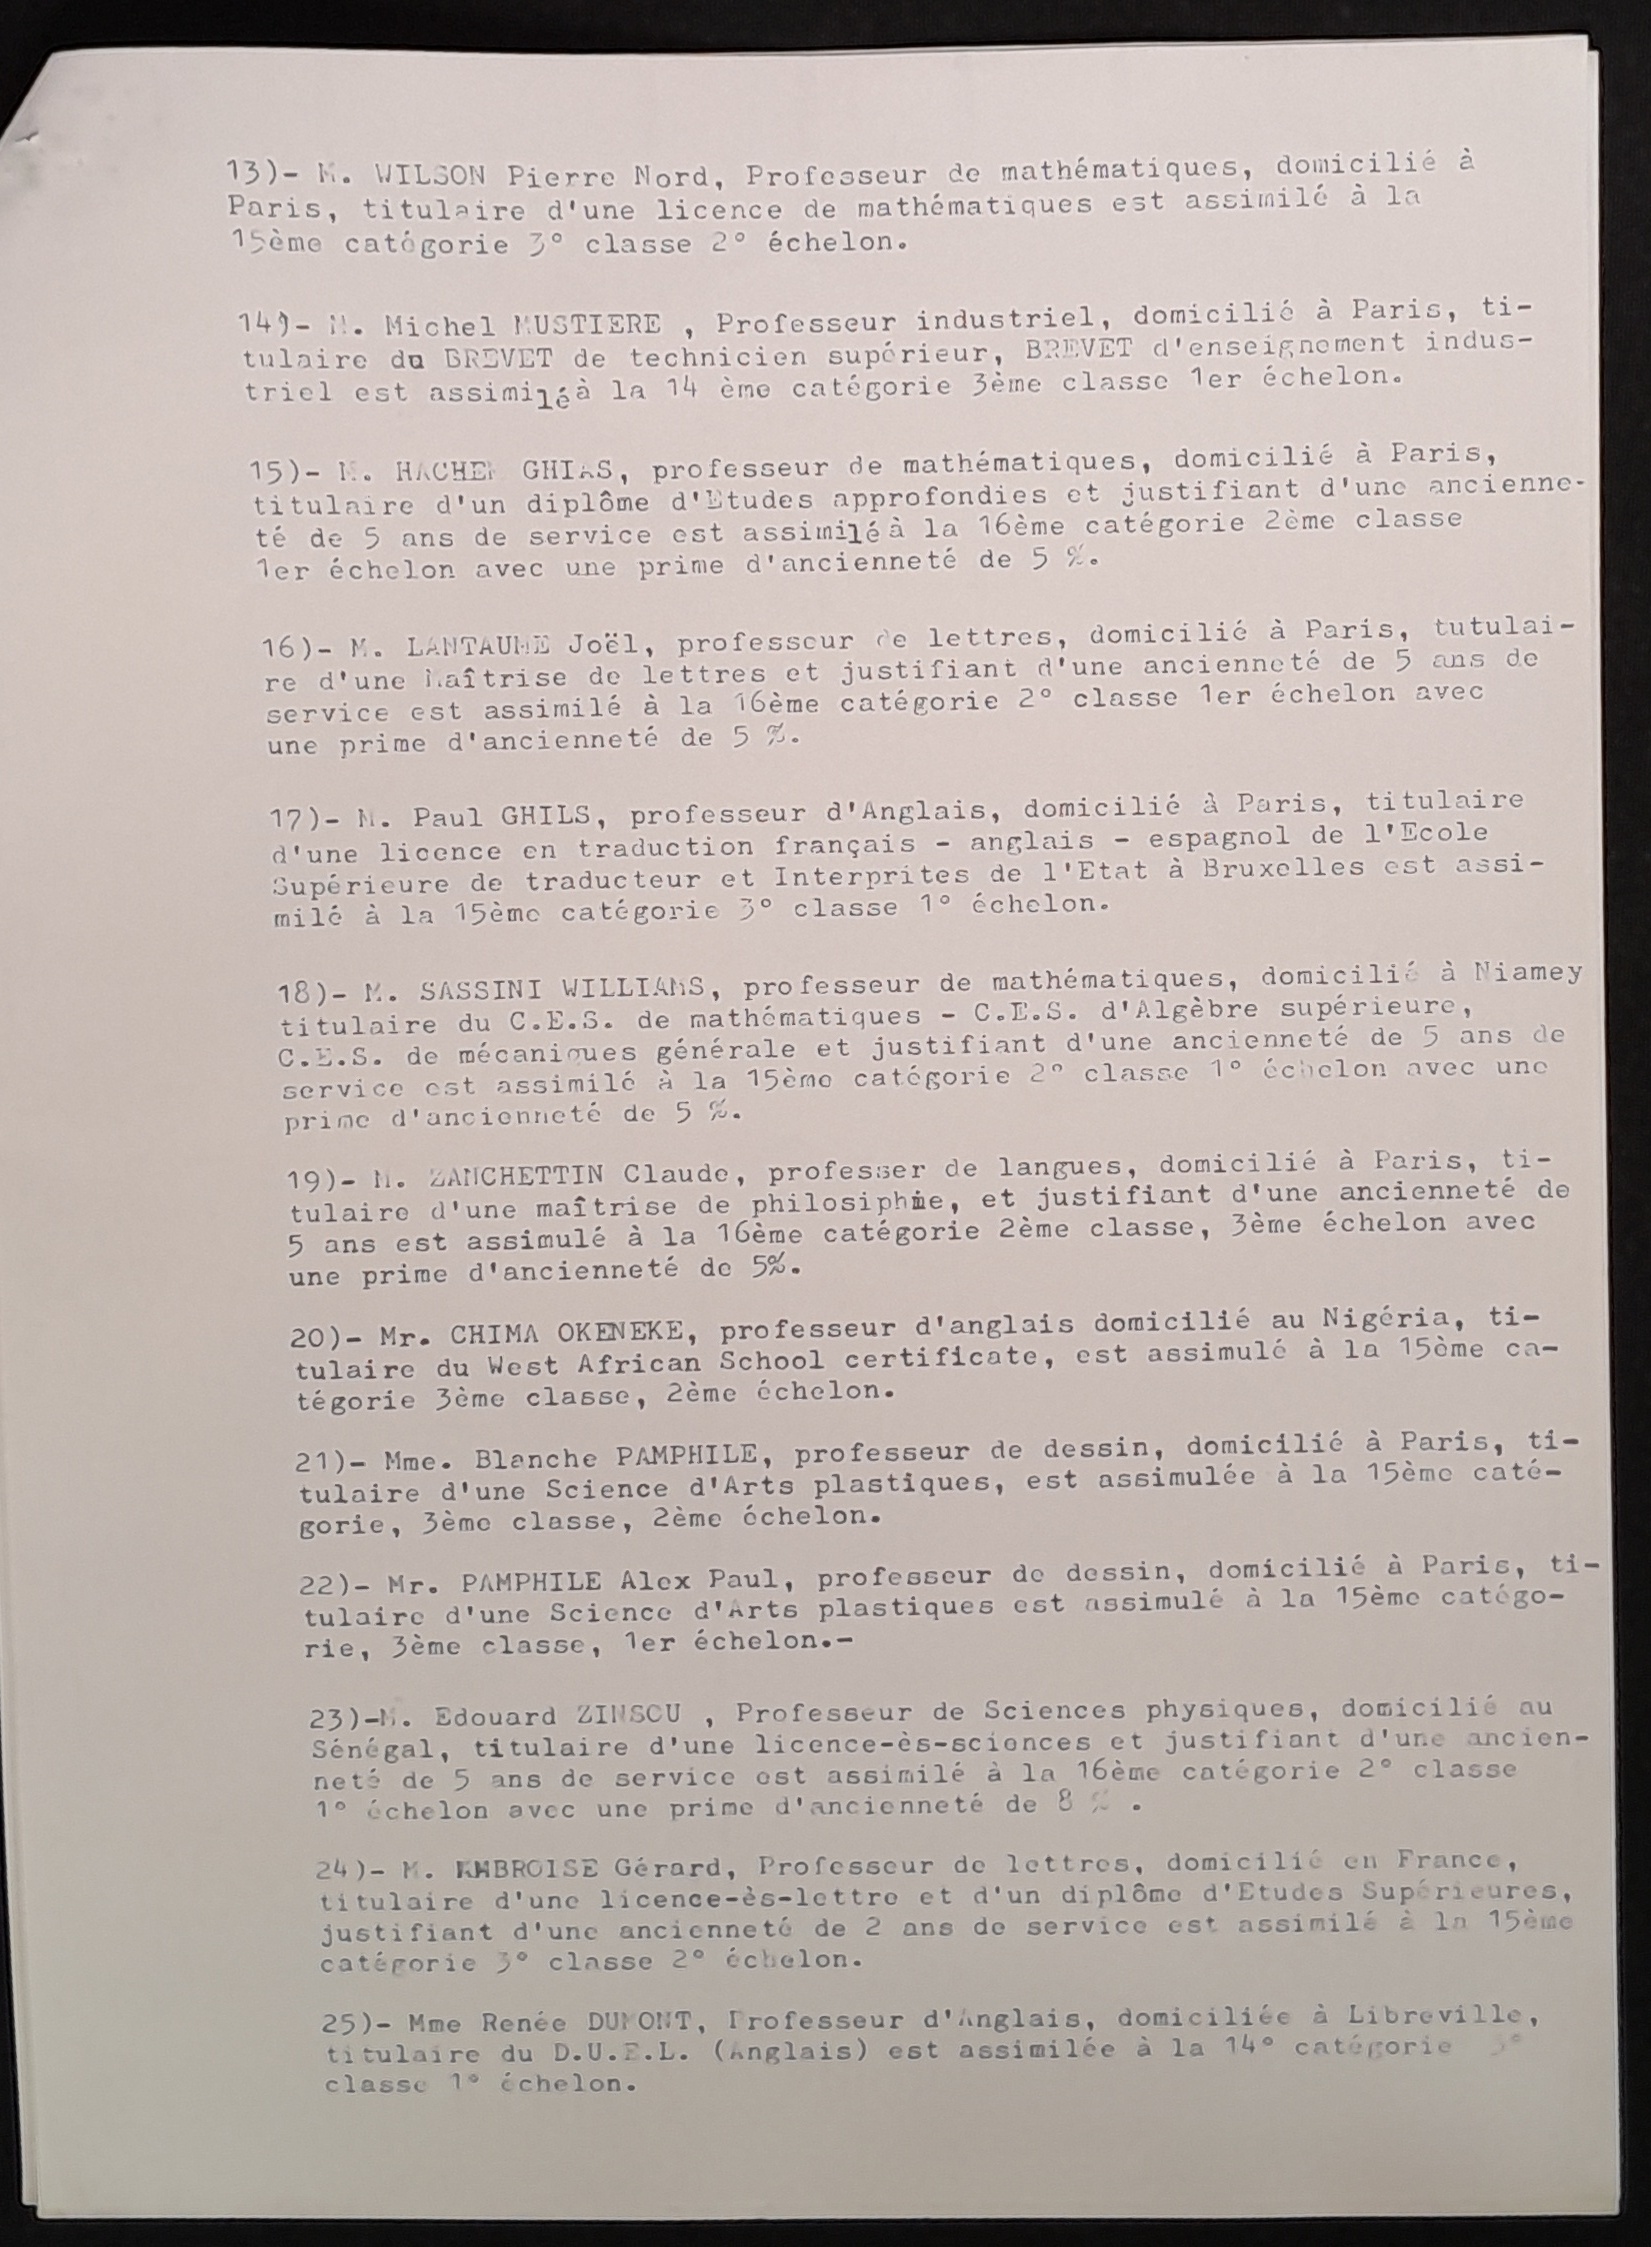 13)- M. WILSON Pierre Nord, Professeur de mathématiques, domicilié à
Paris, titulaire d'une licence de mathématiques est assimilé à la
15ème catégorie 3° classe 2° échelon.
14)- M. Michel MUSTIERE , Professeur industriel, domicilié à Paris, ti-
tulaire du BREVET de technicien supérieur, BREVET d'enseignement indus-
triel est assimilé à la 14 ème catégorie 3ème classe 1er échelon.
15)- M. HACHEM GHIAS, professeur de mathématiques, domicilié à Paris,
titulaire d'un diplôme d'Etudes approfondies et justifiant d'une ancienne-
té de 5 ans de service est assimilé à la 16ème catégorie 2ème classe
1er échelon avec une prime d'ancienneté de 5 %.
16)- M. LANTAUME Joël, professeur de lettres, domicilié à Paris, tutulai-
re d'une Maîtrise de lettres et justifiant d'une ancienneté de 5 ans de
service est assimilé à la 16ème catégorie 2° classe 1er échelon avec
une prime d'ancienneté de 5 %.
17)- M. Paul GHILS, professeur d'Anglais, domicilié à Paris, titulaire
d'une licence en traduction français - anglais - espagnol de l'Ecole
Supérieure de traducteur et Interprites de l'Etat à Bruxelles est assi-
milé à la 15ème catégorie 3° classe 1° échelon.
18)- M. SASSINI WILLIAMS, professeur de mathématiques, domicilié à Niamey
titulaire du C.E.S. de mathématiques - C.E.S. d'Algèbre supérieure,
C.E.S. de mécaniques générale et justifiant d'une ancienneté de 5 ans de
service est assimilé à la 15ème catégorie 2° classe 1° échelon avec une
prime d'ancienneté de 5 %.
19)- M. ZANCHETTIN Claude, professer de langues, domicilié à Paris, ti-
tulaire d'une maîtrise de philosiphie, et justifiant d'une ancienneté de
5 ans est assimulé à la 16ème catégorie 2ème classe, 3ème échelon avec
une prime d'ancienneté de 5%.
20)- Mr. CHIMA OKENEKE, professeur d'anglais domicilié au Nigéria, ti-
tulaire du West African School certificate, est assimulé à la 15ème ca-
tégorie 3ème classe, 2ème échelon.
21)- Mme. Blanche PAMPHILE, professeur de dessin, domicilié à Paris, ti-
tulaire d'une Science d'Arts plastiques, est assimulée à la 15ème caté-
gorie, 3ème classe, 2ème échelon.
22)- Mr. PAMPHILE Alex Paul, professeur de dessin, domicilié à Paris, ti-
tulaire d'une Science d'Arts plastiques est assimulé à la 15ème catégo-
rie, 3ème classe, 1er échelon.-
23)-M. Edouard ZINSOU , Professeur de Sciences physiques, domicilié au
Sénégal, titulaire d'une licence-ès-sciences et justifiant d'une ancien-
neté de 5 ans de service est assimilé à la 16ème catégorie 2° classe
1° échelon avec une prime d'ancienneté de 8 % .
24)- M. AMBROISE Gérard, Professeur de lettres, domicilié en France,
titulaire d'une licence-ès-lettre et d'un diplôme d'Etudes Supérieures,
justifiant d'une ancienneté de 2 ans de service est assimilé à la 15ème
catégorie 3° classe 2° échelon.
25)- Mme Renée DUMONT, Professeur d'Anglais, domiciliée à Libreville,
titulaire du D.U.E.L. (Anglais) est assimilée à la 14° catégorie 3°
classe 1° échelon.